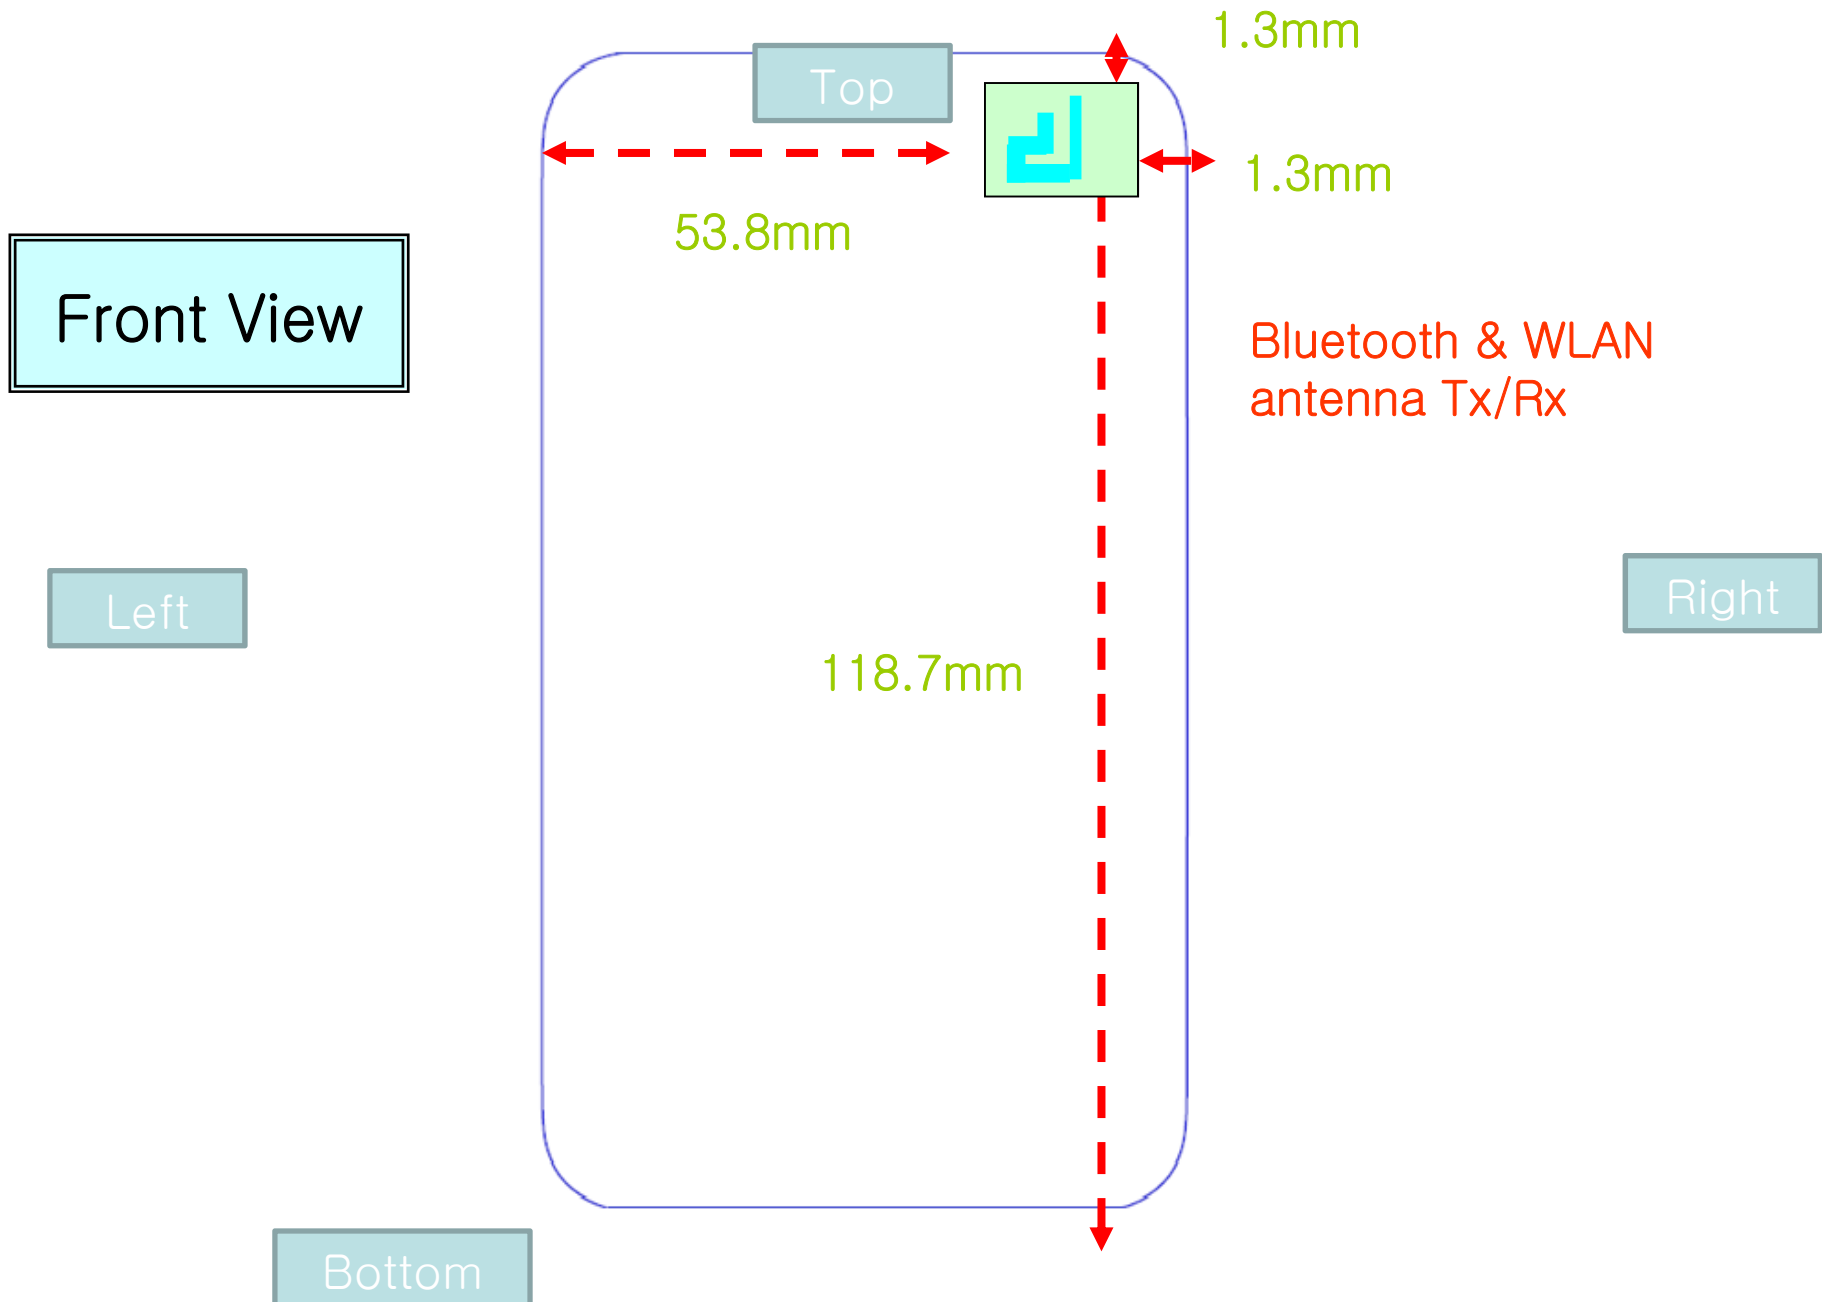 1.3mm
Top
1.3mm
53.8mm
Front View
Bluetooth & WLAN
antenna Tx/Rx
Left
Right
118.7mm
Bottom